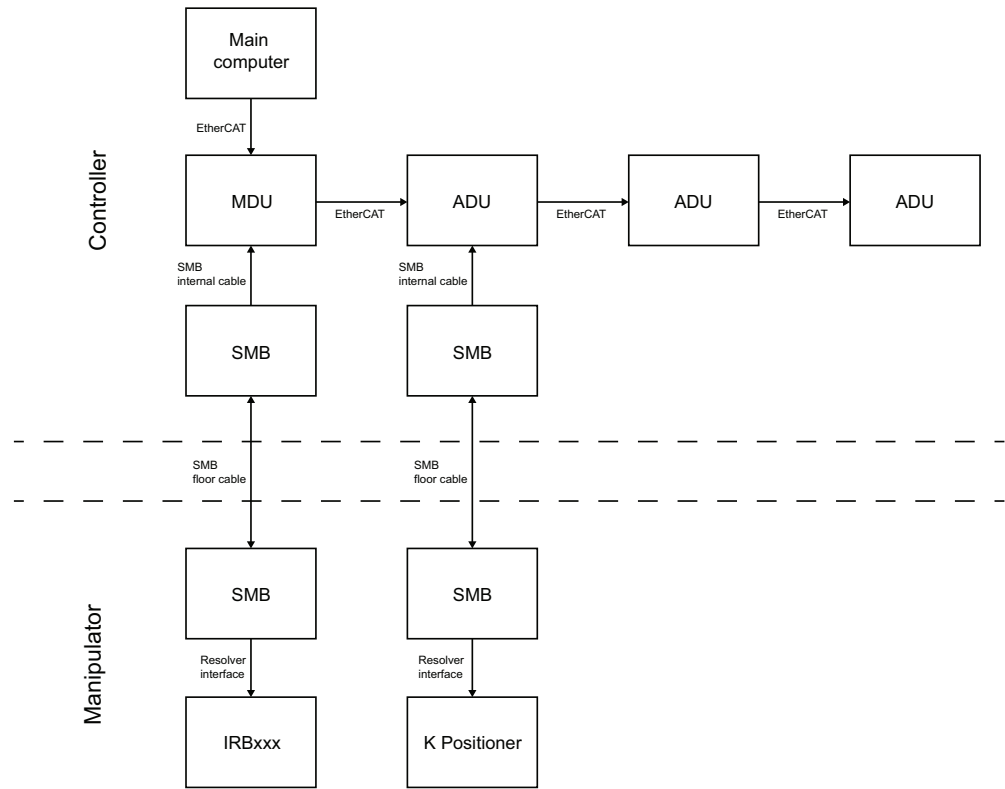 Main
computer
EtherCAT
Controller
MDU
EtherCAT
ADU
EtherCAT
ADU
EtherCAT
ADU
SMB
internal cable
SMB
internal cable
SMB
SMB
SMB
floor cable
SMB
floor cable
Manipulator
SMB
SMB
Resolver
interface
Resolver
interface
IRBxxx
K Positioner